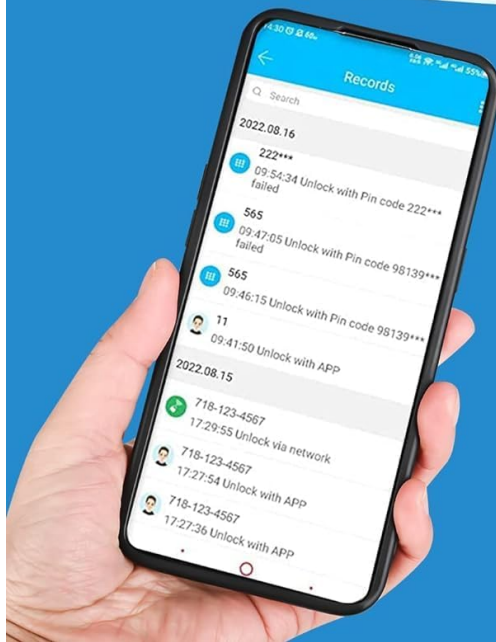 4:30
55%
Records
Search
2022.08.16
222***
09:54:34 Unlock with Pin code 222***
failed
565
09:47:05 Unlock with Pin code 98139***
failed
565
09:46:15 Unlock with Pin code 98139***
11
09:41:50 Unlock with APP
2022.08.15
718-123-4567
17:29:55 Unlock via network
718-123-4567
17:27:54 Unlock with APP
718-123-4567
17:27:36 Unlock with APP